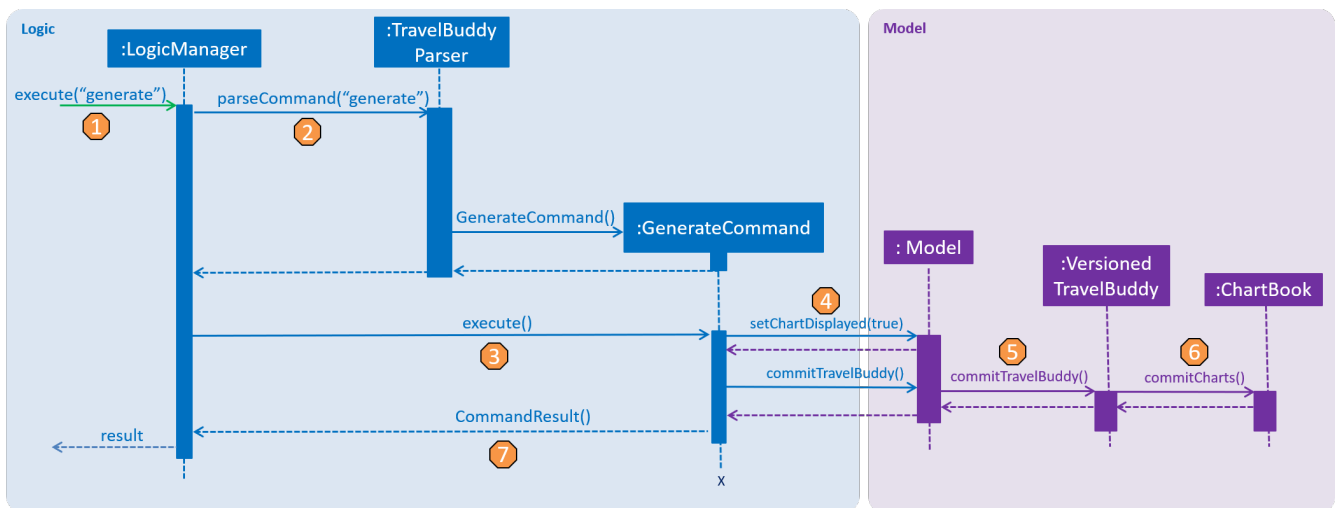 Logic
Model
:TravelBuddy
Parser
:LogicManager
execute(“generate”)
parseCommand(“generate”)
1
2
GenerateCommand()
:GenerateCommand
: Model
:Versioned
TravelBuddy
:ChartBook
4
execute()
setChartDisplayed(true)
3
5
6
commitTravelBuddy()
commitTravelBuddy()
commitCharts()
CommandResult()
result
7
X